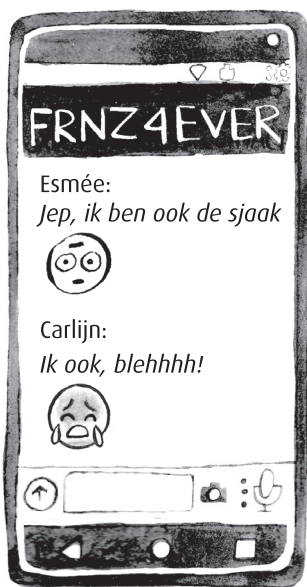 FRNZ4EVER
Esmée:
Jep, ik ben ook de sjaak
Carlijn:
Ik ook, blehhhh!